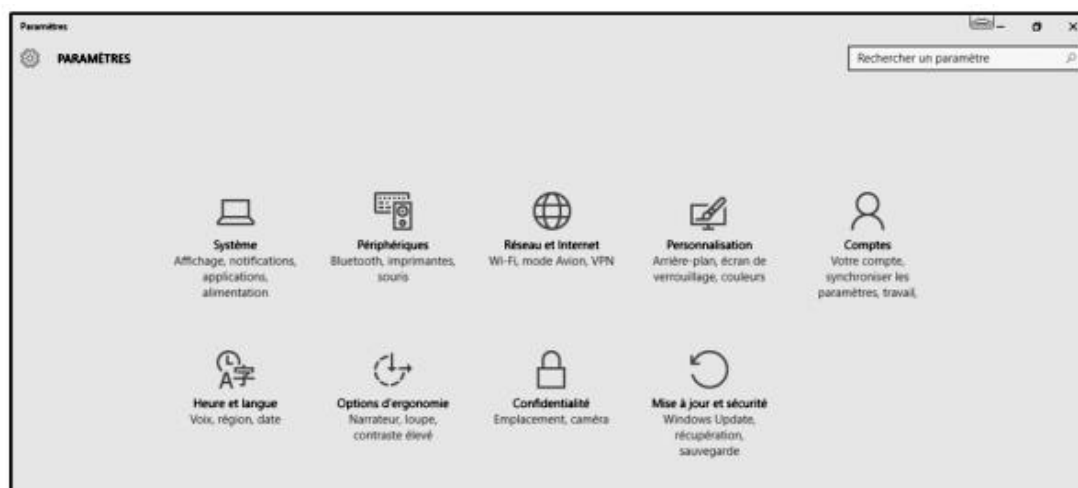 Paramètres
PARAMÈTRES
Rechercher un paramètre
Système
Affichage, notifications,
applications,
alimentation
Périphériques
Bluetooth, imprimantes,
souris
Réseau et Internet
Wi-Fi, mode Avion, VPN
Personnalisation
Arrière-plan, écran de
verrouillage, couleurs
Comptes
Votre compte,
synchroniser les
paramètres, travail,
A字
Heure et langue
Voix, région, date
Options d'ergonomie
Narrateur, loupe,
contraste élevé
Confidentialité
Emplacement, caméra
Mise à jour et sécurité
Windows Update,
récupération,
sauvegarde